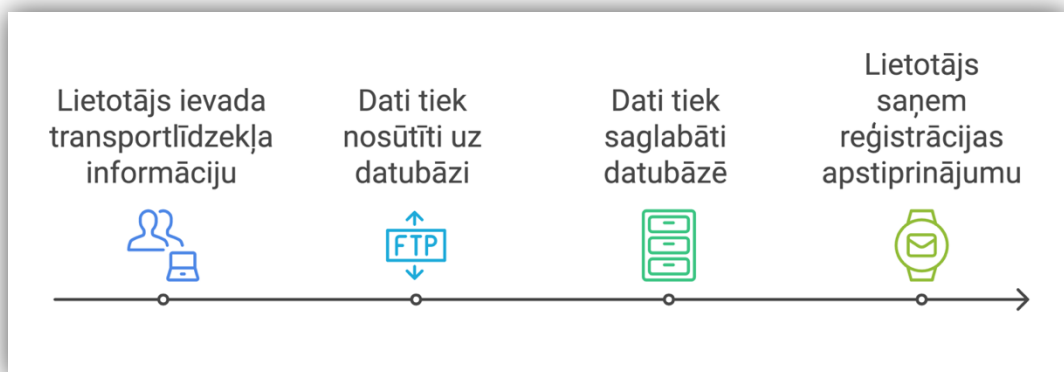 Lietotājs ievada
transportlīdzekļa
informāciju
Dati tiek
nosūtīti uz
datubāzi
Dati tiek
saglabāti
datubāzē
Lietotājs
saņem
reģistrācijas
apstiprinājumu
FTP